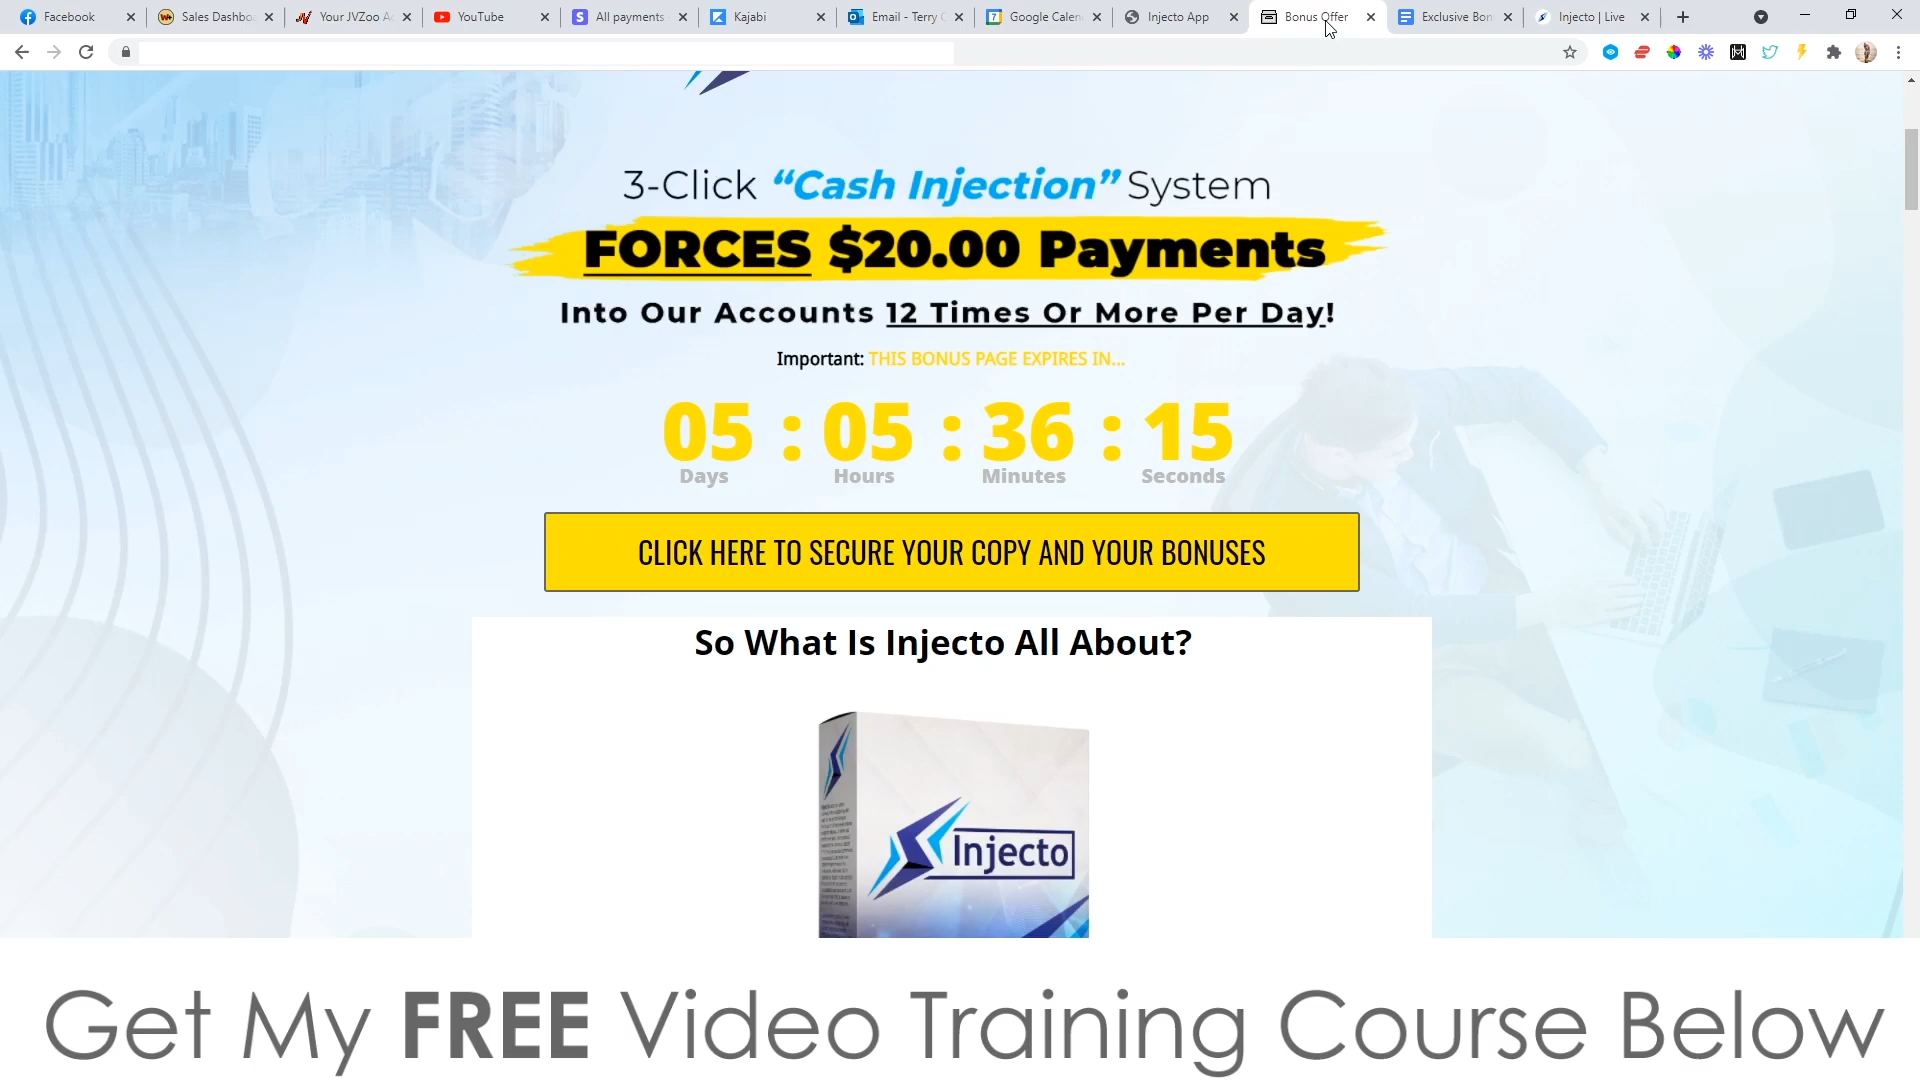 Facebook
Sales Dashbo
Your JVZoo A
YouTube
All payments
Kajabi
Email - Terry
Google Calen
Injecto App
Bonus Offer
Exclusive Bon
Injecto | Live
3-Click “Cash Injection” System
FORCES $20.00 Payments
Into Our Accounts 12 Times Or More Per Day!
Important: THIS BONUS PAGE EXPIRES IN...
05 : 05 : 36 : 15
Days Hours Minutes Seconds
CLICK HERE TO SECURE YOUR COPY AND YOUR BONUSES
So What Is Injecto All About?
Injecto
Get My FREE Video Training Course Below